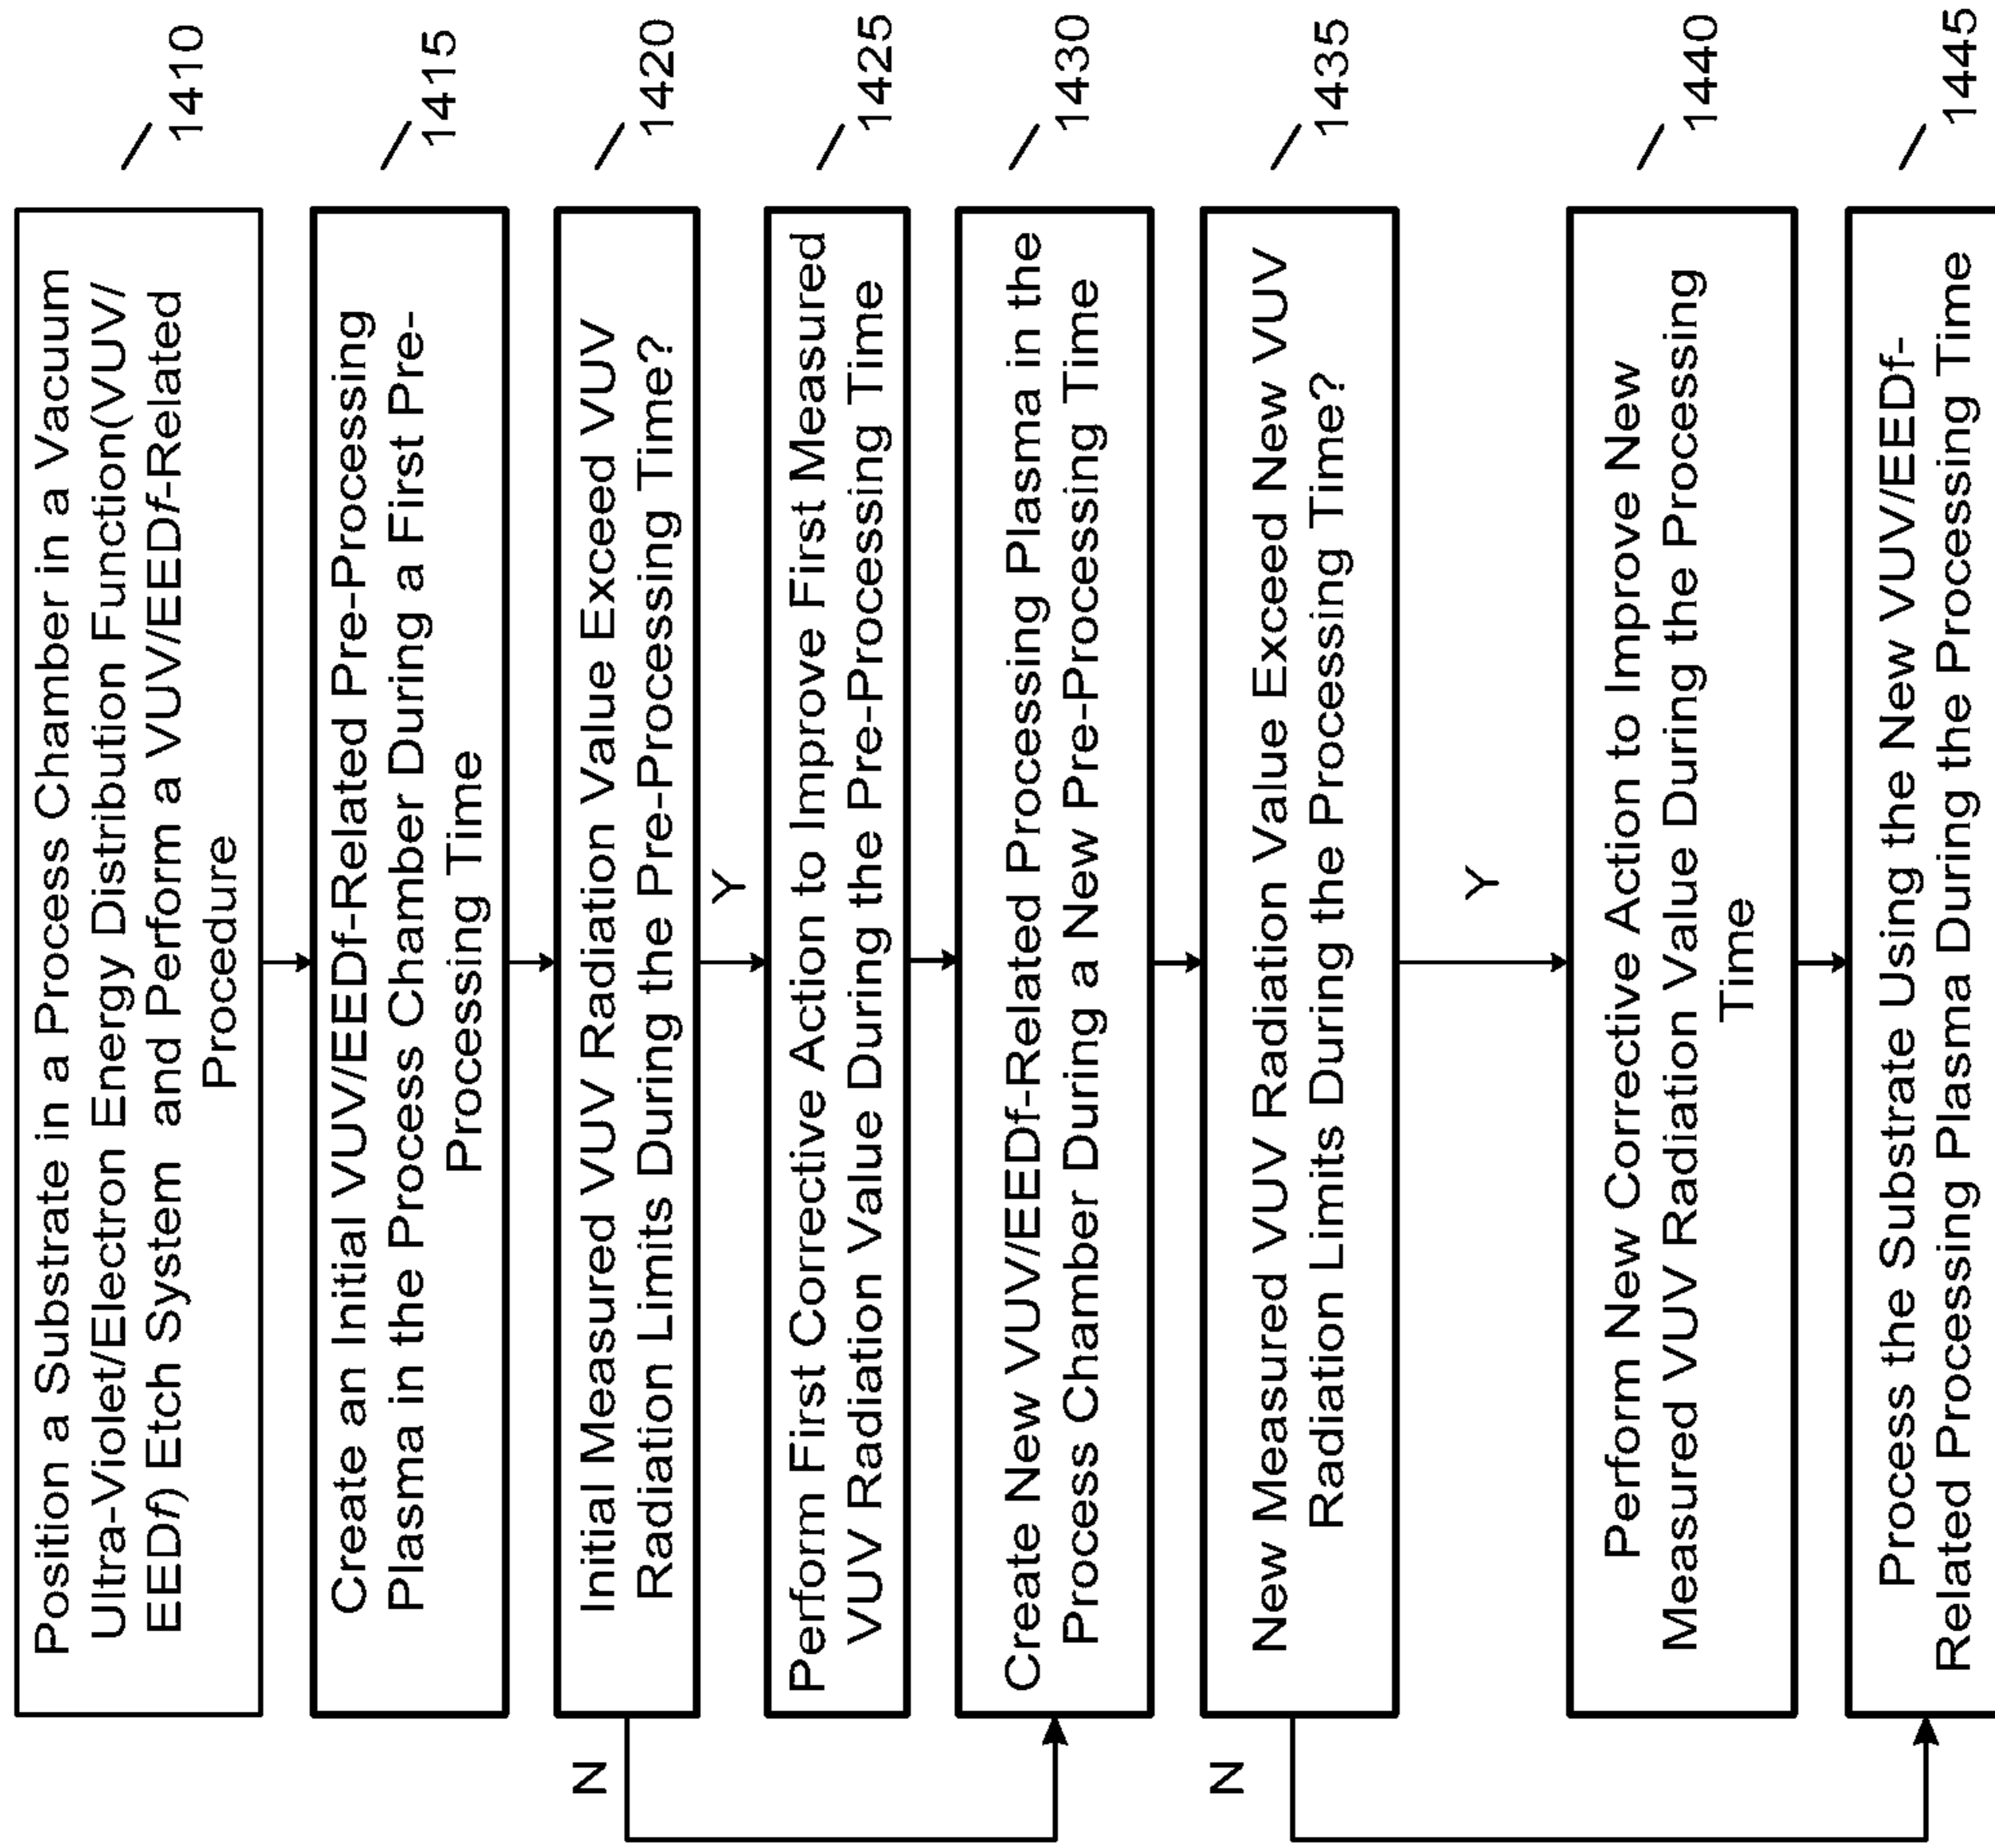 Position a Substrate in a Process Chamber in a Vacuum
Ultra-Violet/Electron Energy Distribution Function(VUV/
EEDf) Etch System and Perform a VUV/EEDf-Related
Procedure
1410
Create an Initial VUV/EEDf-Related Pre-Processing
Plasma in the Process Chamber During a First Pre-
Processing Time
1415
Initial Measured VUV Radiation Value Exceed VUV
Radiation Limits During the Pre-Processing Time?
1420
N
Y
Perform First Corrective Action to Improve First Measured
VUV Radiation Value During the Pre-Processing Time
1425
Create New VUV/EEDf-Related Processing Plasma in the
Process Chamber During a New Pre-Processing Time
1430
New Measured VUV Radiation Value Exceed New VUV
Radiation Limits During the Processing Time?
1435
N
Y
Perform New Corrective Action to Improve New
Measured VUV Radiation Value During the Processing
Time
1440
Process the Substrate Using the New VUV/EEDf-
Related Processing Plasma During the Processing Time
1445